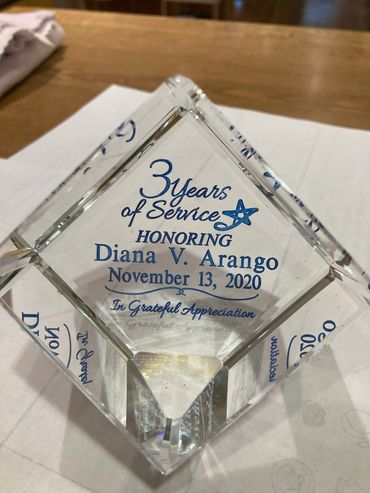 3 Years
of Service
HONORING
Diana V. Arango
November 13, 2020
In Grateful Appreciation